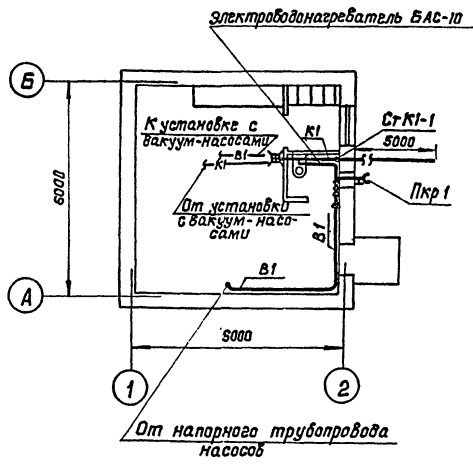 Электроводонагреватель БАС-10
Б
К установке с
вакуум-насосами
К1
СтК1-1
5000
В1
К1
6000
От установки
с вакуум-насо-
сами
Пкр 1
В1
В1
А
6000
1
2
От напорного трубопровода
насосов